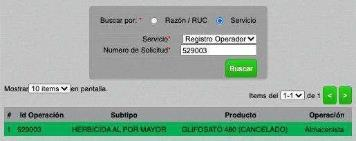 Buscar por: * Razón / RUC Servicio
Servicio* Registro Operador
Numero de Solicitud* 529003
Buscar
Mostrar 10 items en pantalla.
Items del 1-1 de 1 < >
# Id Operación Subtipo Producto Operación
1 529003 HERBICIDA AL POR MAYOR GLIFOSATO 480 (CANCELADO) Almacenista